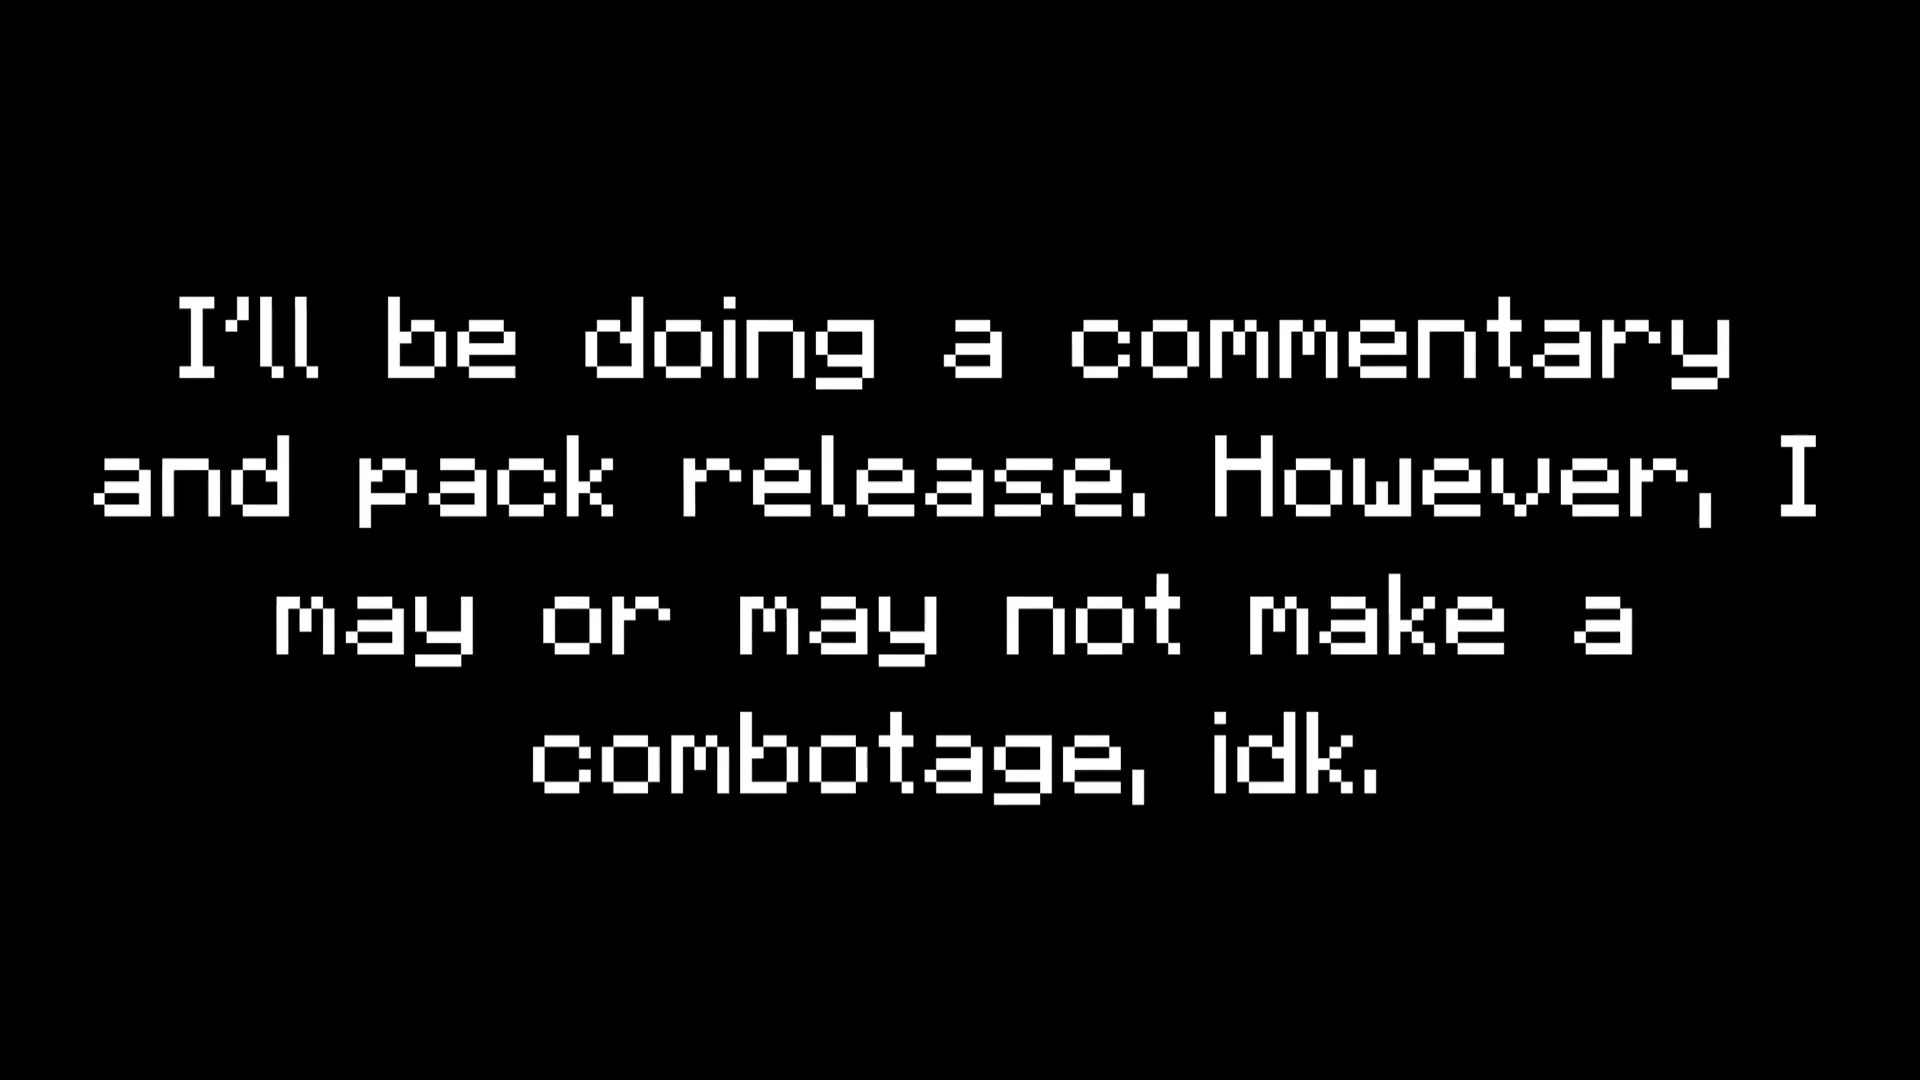 I'll be doing a commentary
and pack release. However, I
may or may not make a
combotage, idk.